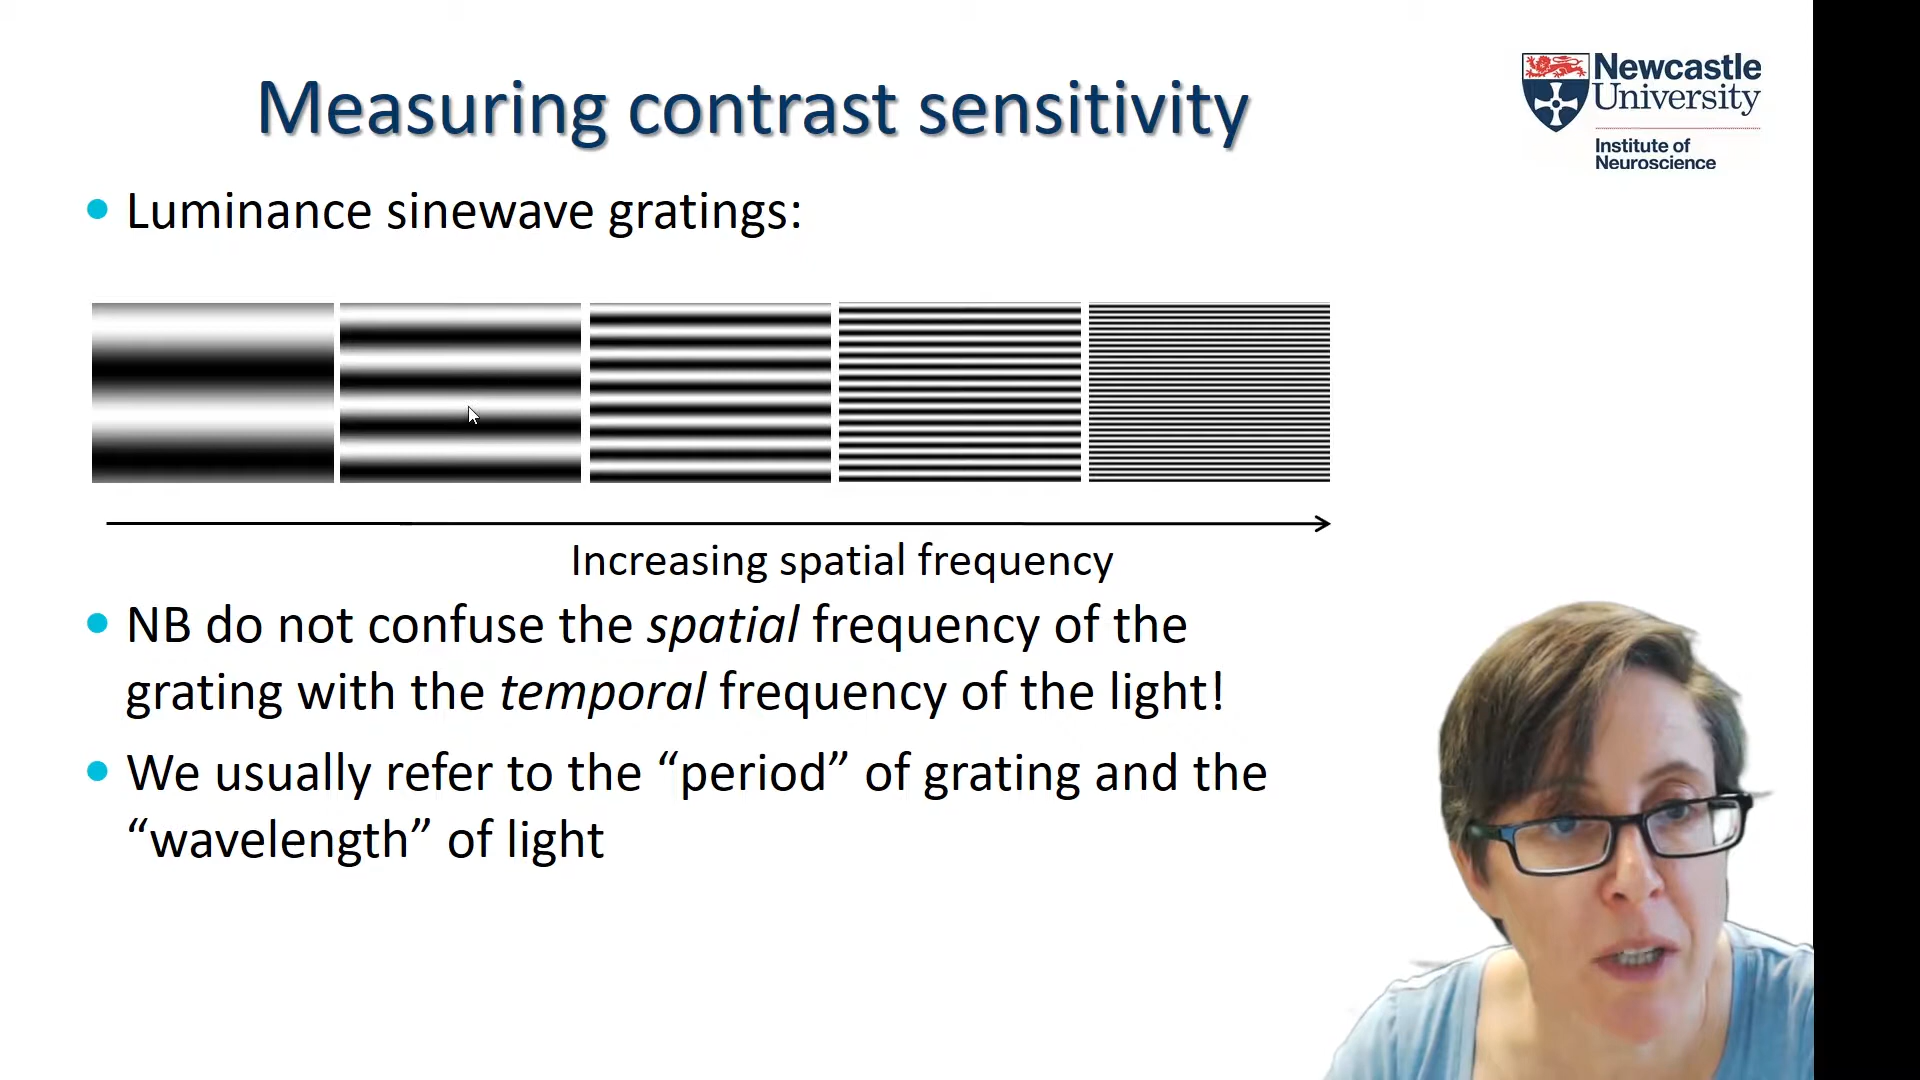 Measuring contrast sensitivity
Newcastle
University
Institute of
Neuroscience
Luminance sinewave gratings:
Increasing spatial frequency
NB do not confuse the spatial frequency of the
grating with the temporal frequency of the light!
We usually refer to the “period” of grating and the
“wavelength” of light